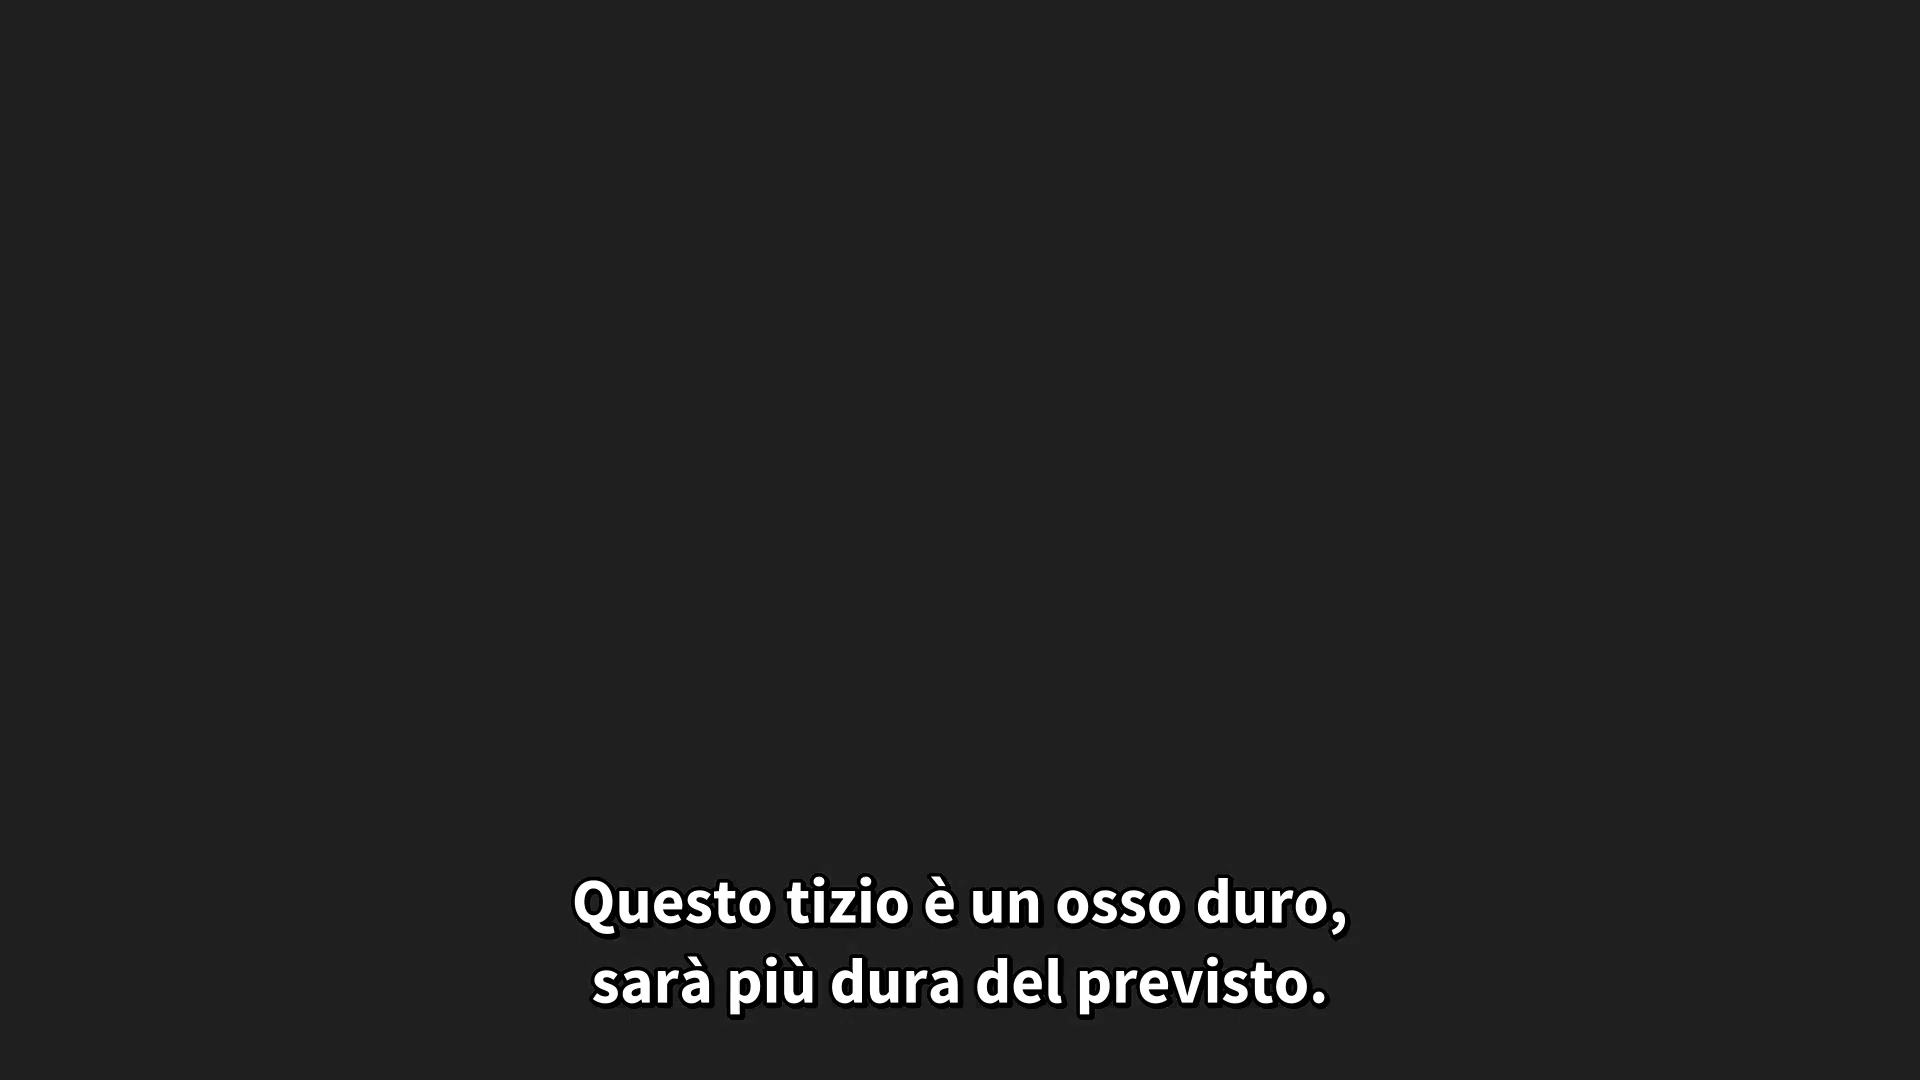 Questo tizio è un osso duro,
sarà più dura del previsto.